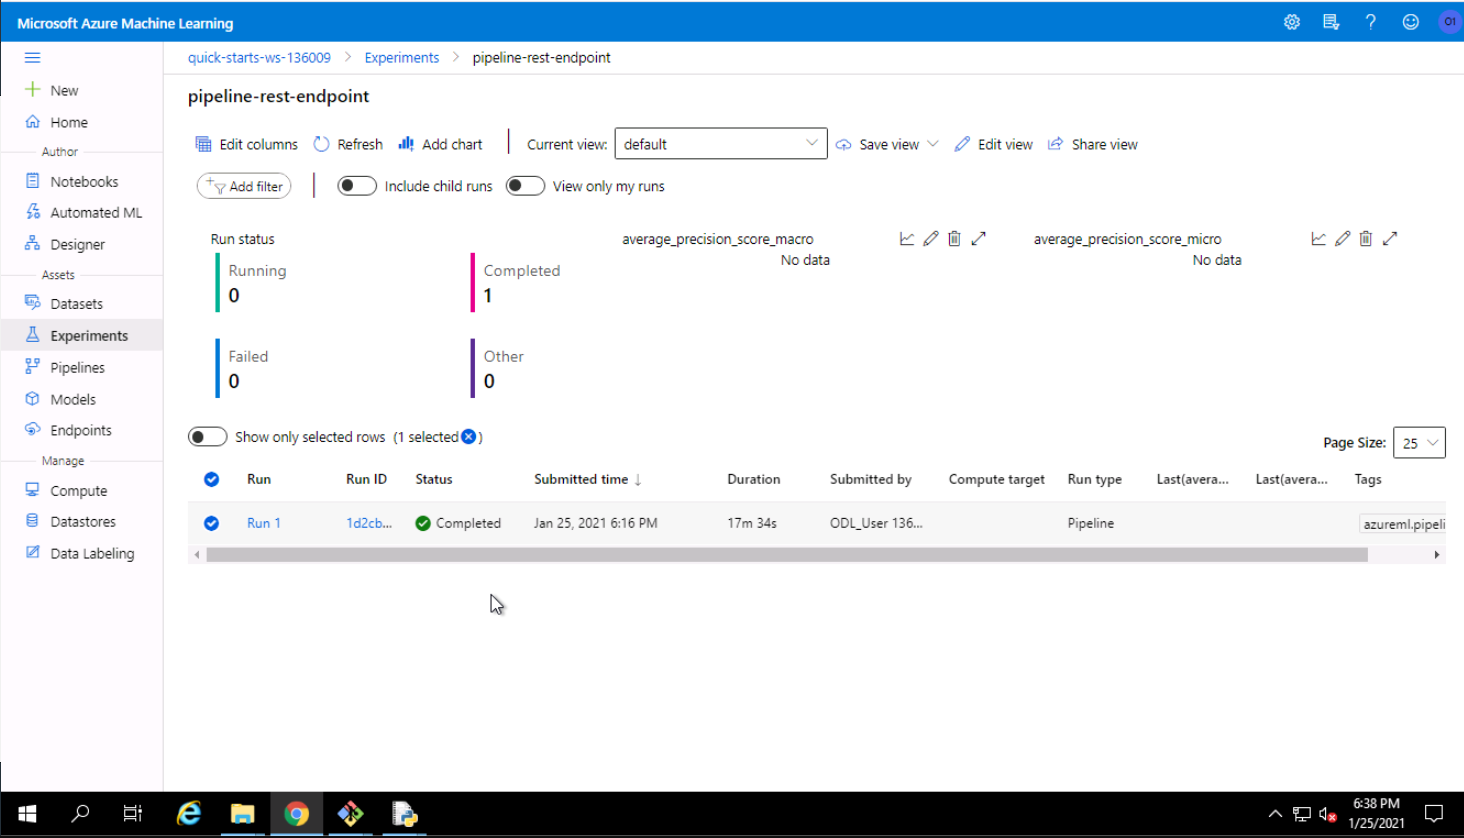 Microsoft Azure Machine Learning
O1
quick-starts-ws-136009 > Experiments > pipeline-rest-endpoint
New
Home
Author
Notebooks
Automated ML
Designer
Assets
Datasets
Experiments
Pipelines
Models
Endpoints
Manage
Compute
Datastores
Data Labeling
pipeline-rest-endpoint
Edit columns Refresh Add chart Current view: default Save view Edit view Share view
Add filter Include child runs View only my runs
Run status
Running
0
Completed
1
Failed
0
Other
0
average_precision_score_macro
No data
average_precision_score_micro
No data
Show only selected rows (1 selected )
Page Size: 25
Run Run ID Status Submitted time ↓ Duration Submitted by Compute target Run type Last(avera... Last(avera... Tags
Run 1 1d2cb... Completed Jan 25, 2021 6:16 PM 17m 34s ODL_User 136... Pipeline azureml.pipeli
6:38 PM
1/25/2021